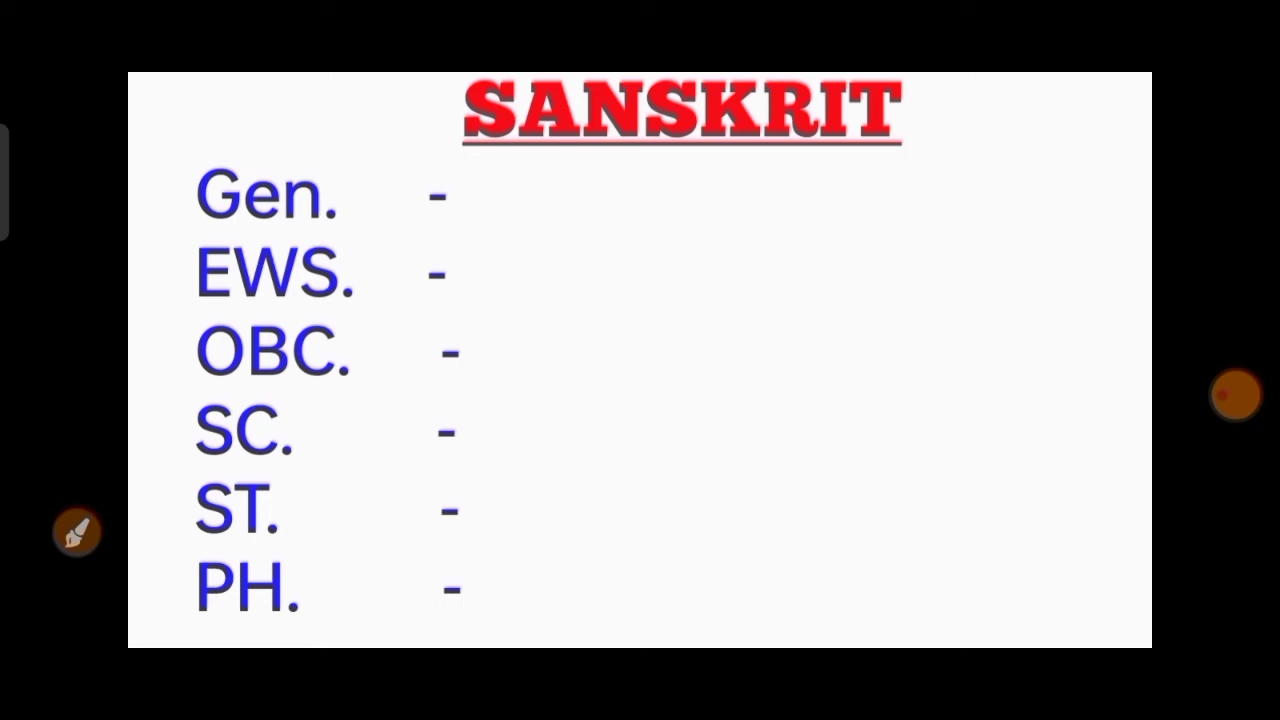 SANSKRIT
Gen. -
EWS. -
OBC. -
SC. -
ST. -
PH. -